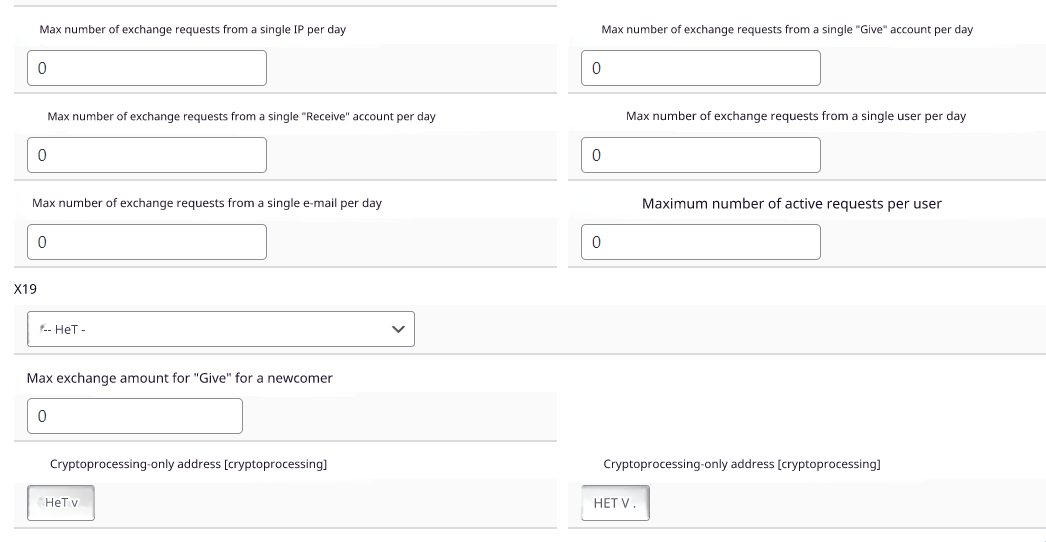 Max number of exchange requests from a single IP per day
Max number of exchange requests from a single "Give" account per day
0
0
Max number of exchange requests from a single "Receive" account per day
Max number of exchange requests from a single user per day
0
0
Max number of exchange requests from a single e-mail per day
Maximum number of active requests per user
0
0
X19
-- HeT -
Max exchange amount for "Give" for a newcomer
0
Cryptoprocessing-only address [cryptoprocessing]
Cryptoprocessing-only address [cryptoprocessing]
HeT v
HET V .